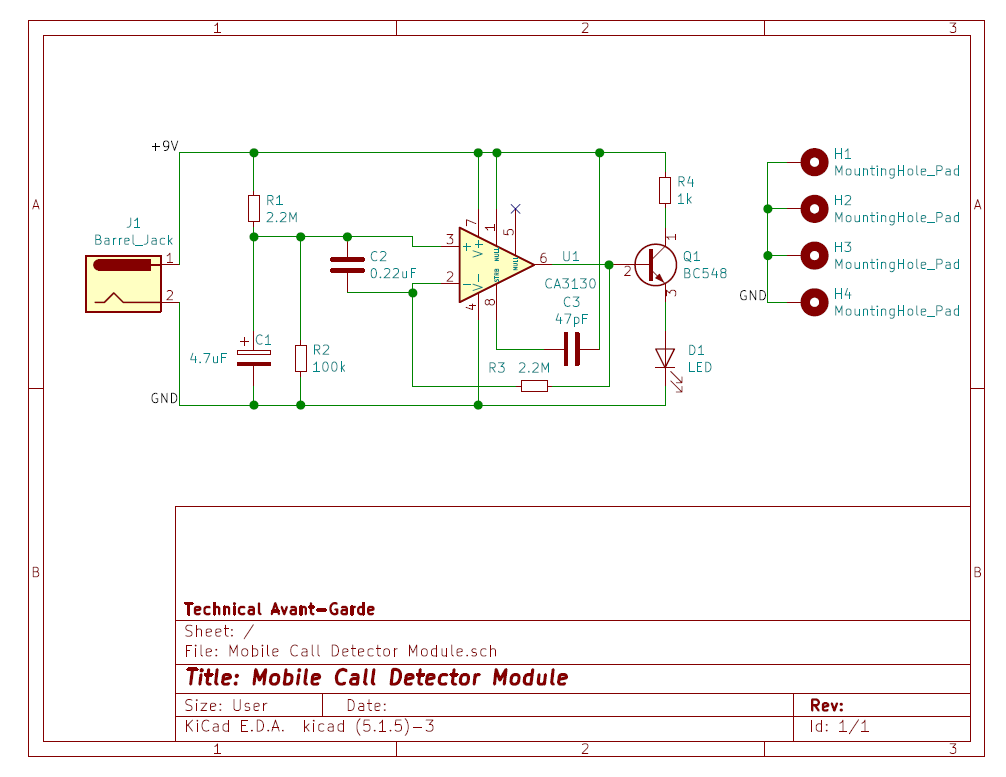 1 2 3
A A
+9V
GND
J1
Barrel_Jack
1
2
R1
2.2M
C2
0.22uF
+ C1
4.7uF
R2
100k
3
2
7
1
5
6
4
8
+
-
V+
V-
NULL
STRB
NULL
U1
CA3130
C3
47pF
R3 2.2M
R4
1k
1
2
3
Q1
BC548
D1
LED
H1
MountingHole_Pad
H2
MountingHole_Pad
H3
MountingHole_Pad
GND
H4
MountingHole_Pad
B B
Technical Avant-Garde
Sheet: /
File: Mobile Call Detector Module.sch
Title: Mobile Call Detector Module
Size: User Date: Rev:
KiCad E.D.A. kicad (5.1.5)-3 Id: 1/1
1 2 3